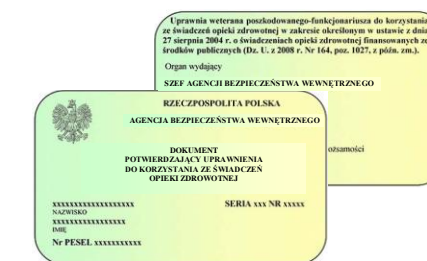 Uprawnia weterana poszkodowanego-funkcjonariusza do korzystania
ze świadczeń opieki zdrowotnej w zakresie określonym w ustawie z dnia
27 sierpnia 2004 r. o świadczeniach opieki zdrowotnej finansowanych ze
środków publicznych (Dz. U. z 2008 r. Nr 164, poz. 1027, z późn. zm.).
Organ wydający
SZEF AGENCJI BEZPIECZEŃSTWA WEWNĘTRZNEGO
ożsamości
RZECZPOSPOLITA POLSKA
AGENCJA BEZPIECZEŃSTWA WEWNĘTRZNEGO
DOKUMENT
POTWIERDZAJĄCY UPRAWNIENIA
DO KORZYSTANIA ZE ŚWIADCZEŃ
OPIEKI ZDROWOTNEJ
xxxxxxxxxxxxxxxxxxx SERIA xxx NR xxxxx
NAZWISKO
xxxxxxxxxxxxxxxxx
IMIĘ
Nr PESEL xxxxxxxxxxx